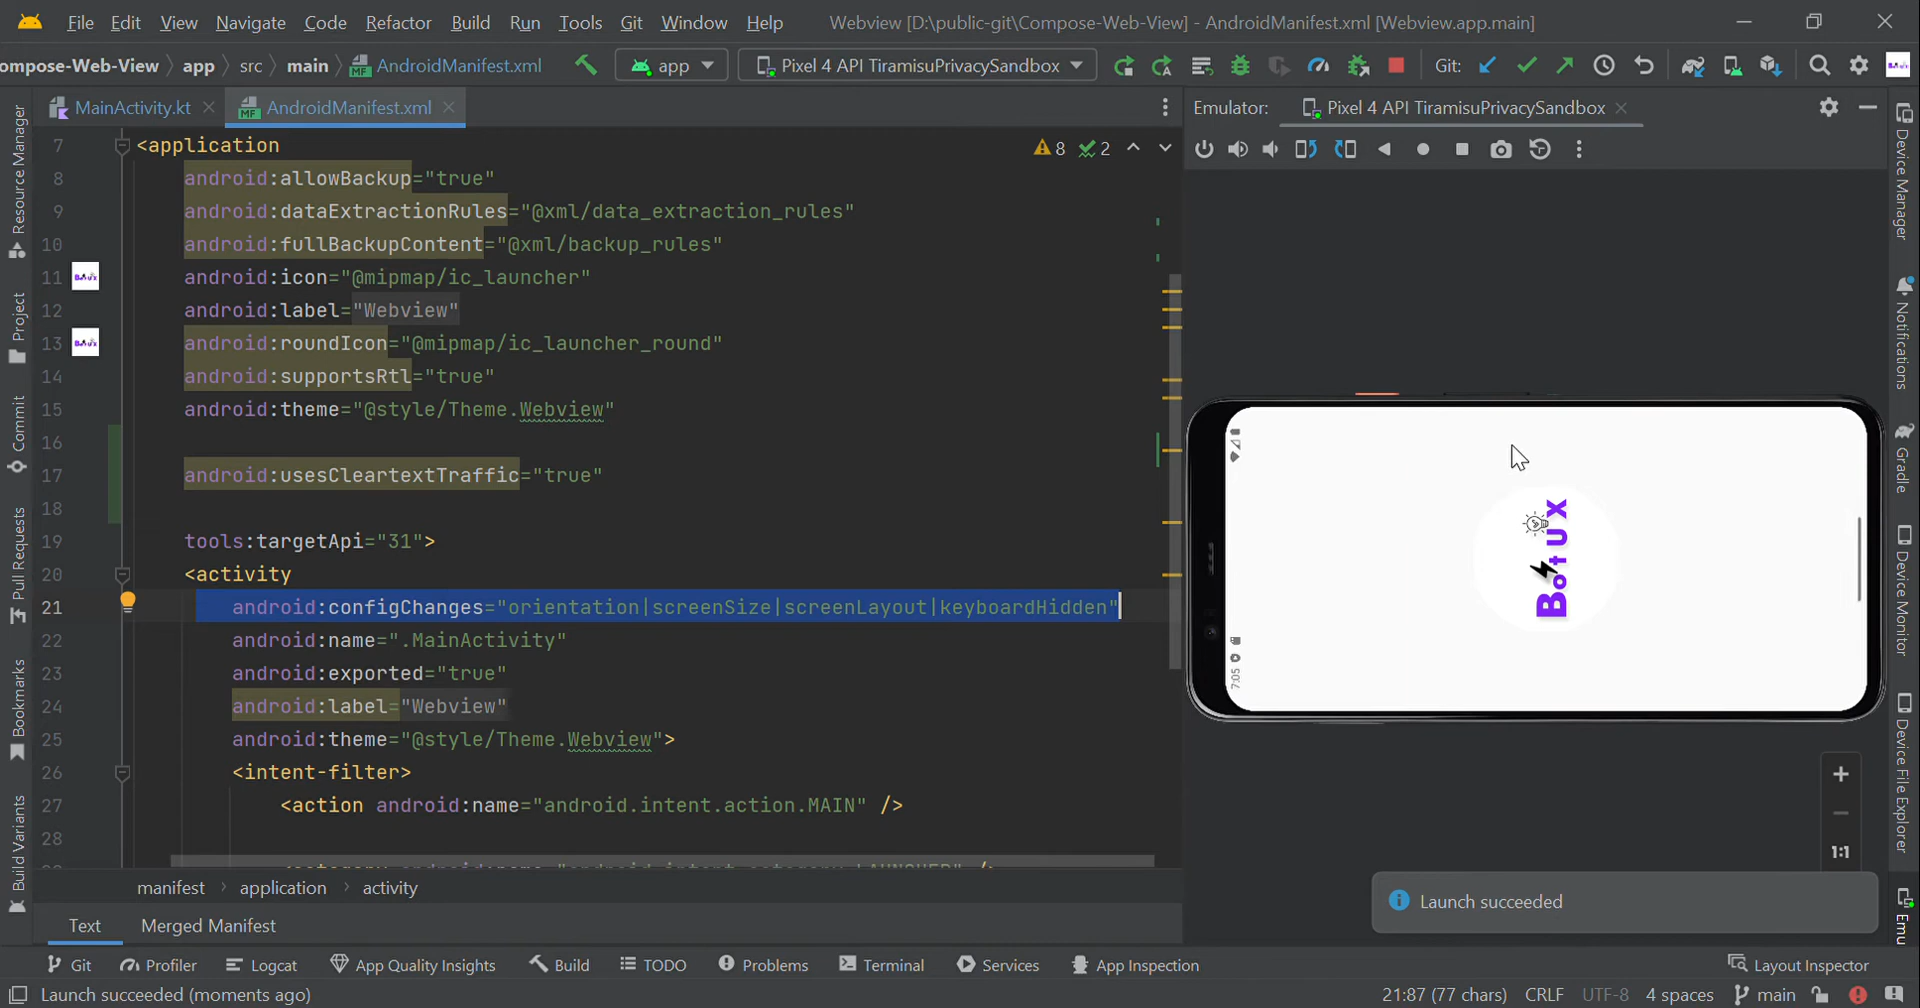 File Edit View Navigate Code Refactor Build Run Tools Git Window Help Webview [D:\public-git\Compose-Web-View] - AndroidManifest.xml [Webview.app.main]
ompose-Web-View app src main AndroidManifest.xml app Pixel 4 API TiramisuPrivacySandbox Git:
MainActivity.kt AndroidManifest.xml
Emulator: Pixel 4 API TiramisuPrivacySandbox
8 2
7 <application
8 android:allowBackup="true"
9 android:dataExtractionRules="@xml/data_extraction_rules"
10 android:fullBackupContent="@xml/backup_rules"
11 android:icon="@mipmap/ic_launcher"
12 android:label="Webview"
13 android:roundIcon="@mipmap/ic_launcher_round"
14 android:supportsRtl="true"
15 android:theme="@style/Theme.Webview"
16
17 android:usesCleartextTraffic="true"
18
19 tools:targetApi="31">
20 <activity
21 android:configChanges="orientation|screenSize|screenLayout|keyboardHidden"
22 android:name=".MainActivity"
23 android:exported="true"
24 android:label="Webview"
25 android:theme="@style/Theme.Webview">
26 <intent-filter>
27 <action android:name="android.intent.action.MAIN" />
28
manifest application activity
Text Merged Manifest
Resource Manager
Project
Commit
Pull Requests
Bookmarks
Build Variants
BotUX
7:05
1:1
Launch succeeded
Device Manager
Notifications
Gradle
Device Monitor
Device File Explorer
Emu
Git Profiler Logcat App Quality Insights Build TODO Problems Terminal Services App Inspection Layout Inspector
Launch succeeded (moments ago) 21:87 (77 chars) CRLF UTF-8 4 spaces main